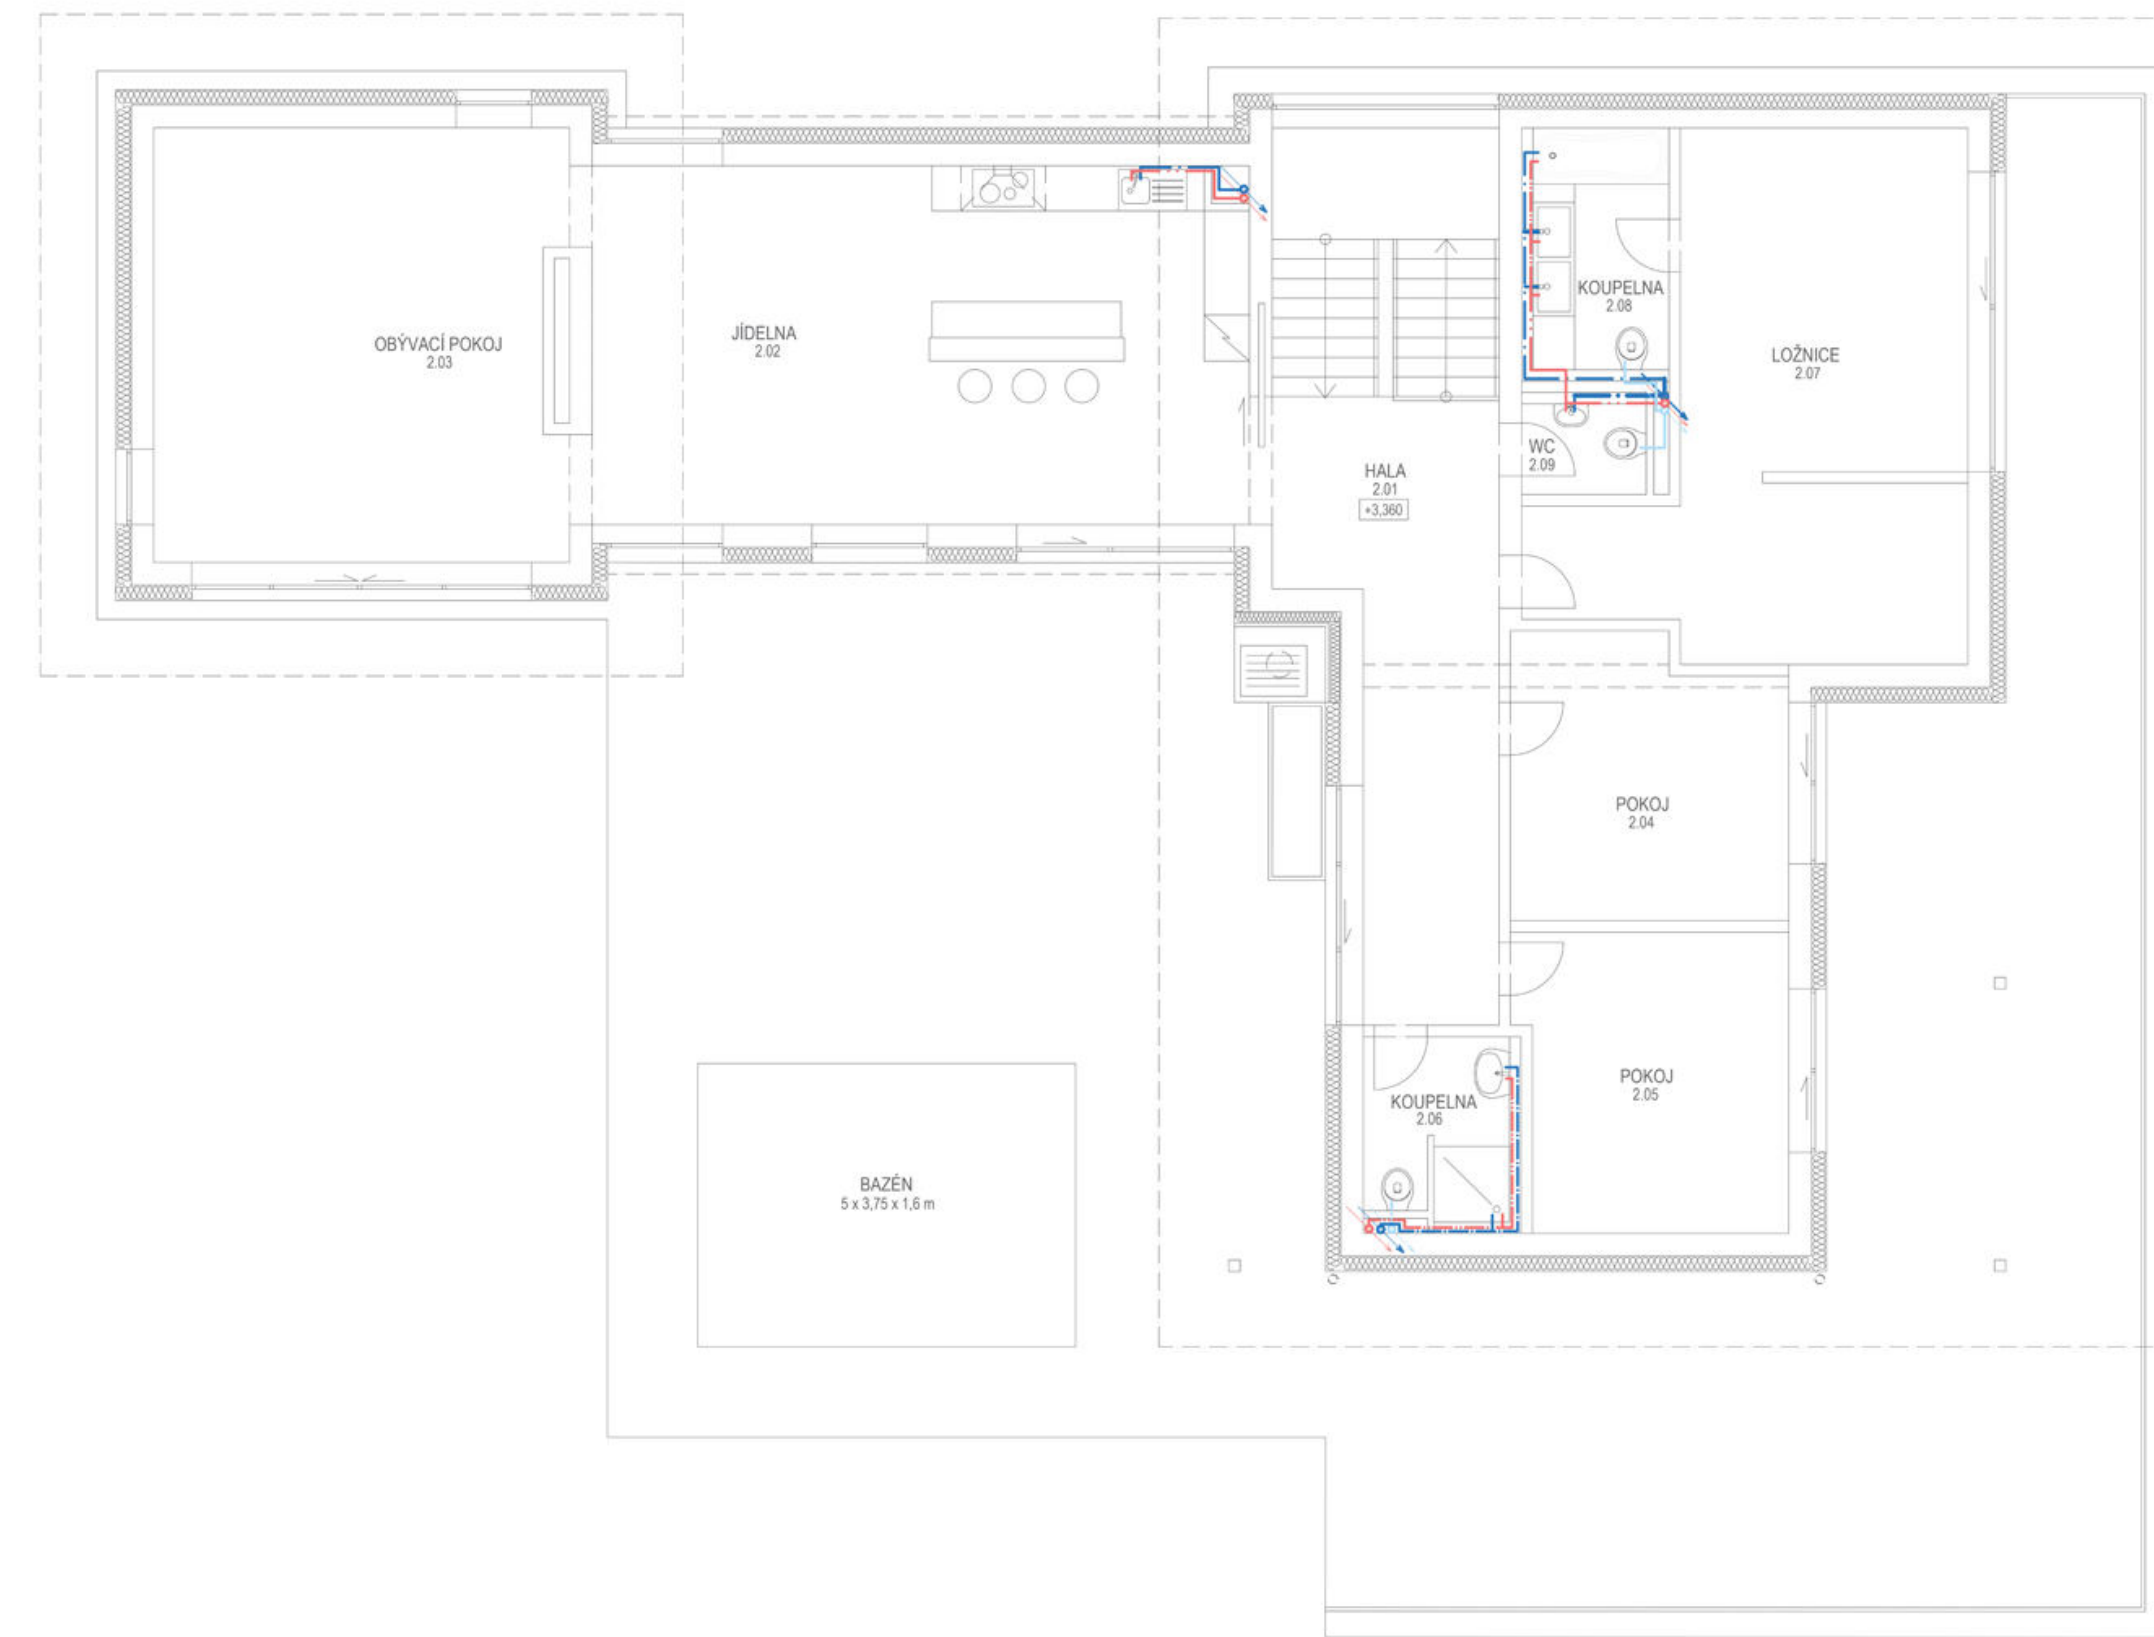 KOUPELNA
2.08
JÍDELNA
2.02
OBÝVACÍ POKOJ
2.03
LOŽNICE
2.07
WC
2.09
HALA
2.01
+3,360
POKOJ
2.04
POKOJ
2.05
KOUPELNA
2.06
BAZÉN
5 x 3,75 x 1,6 m